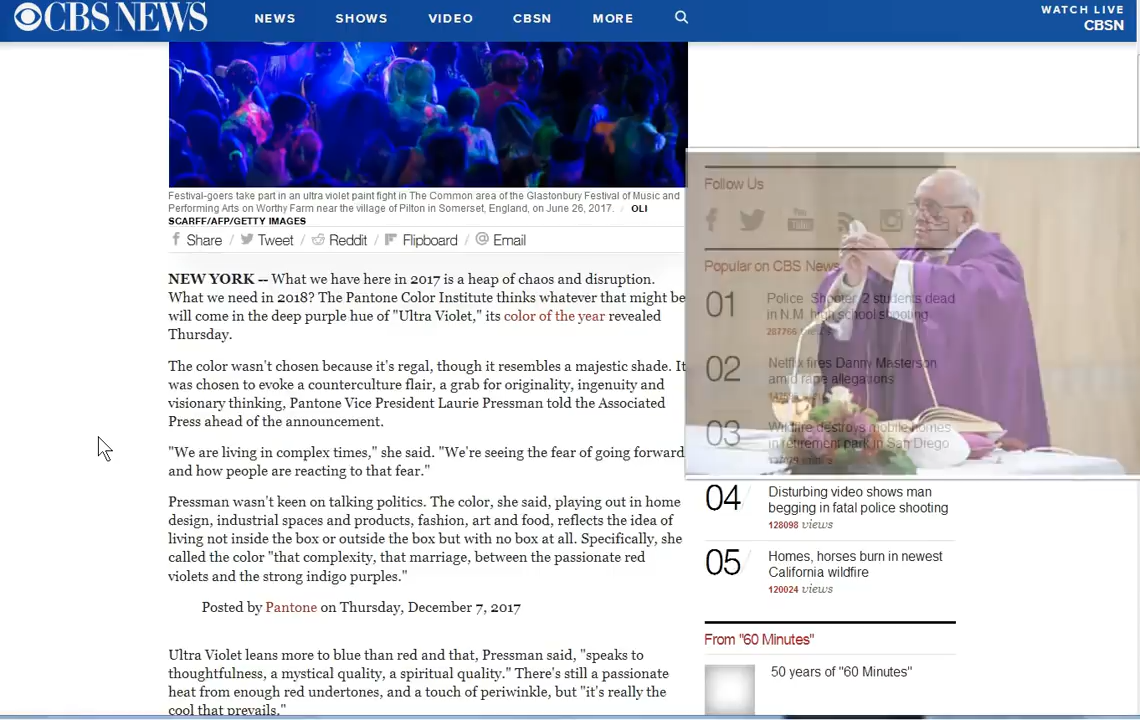 CBS NEWS
NEWS SHOWS VIDEO CBSN MORE
WATCH LIVE
CBSN
Festival-goers take part in an ultra violet paint fight in The Common area of the Glastonbury Festival of Music and
Performing Arts on Worthy Farm near the village of Pilton in Somerset, England, on June 26, 2017. / OLI
SCARFF/AFP/GETTY IMAGES
Share / Tweet / Reddit / Flipboard / Email
NEW YORK -- What we have here in 2017 is a heap of chaos and disruption.
What we need in 2018? The Pantone Color Institute thinks whatever that might be
will come in the deep purple hue of "Ultra Violet," its color of the year revealed
Thursday.
The color wasn't chosen because it's regal, though it resembles a majestic shade. It
was chosen to evoke a counterculture flair, a grab for originality, ingenuity and
visionary thinking, Pantone Vice President Laurie Pressman told the Associated
Press ahead of the announcement.
"We are living in complex times," she said. "We're seeing the fear of going forward
and how people are reacting to that fear."
Pressman wasn't keen on talking politics. The color, she said, playing out in home
design, industrial spaces and products, fashion, art and food, reflects the idea of
living not inside the box or outside the box but with no box at all. Specifically, she
called the color "that complexity, that marriage, between the passionate red
violets and the strong indigo purples."
Posted by Pantone on Thursday, December 7, 2017
Ultra Violet leans more to blue than red and that, Pressman said, "speaks to
thoughtfulness, a mystical quality, a spiritual quality." There's still a passionate
heat from enough red undertones, and a touch of periwinkle, but "it's really the
cool that prevails."
Follow Us
You
Popular on CBS News
01 Police: Shooter, 2 students dead
in N.M. high school shooting
287766 views
02 Netflix fires Danny Masterson
amid rape allegations
03 Wildfire destroys mobile homes
in retirement park in San Diego
views
04 Disturbing video shows man
begging in fatal police shooting
128098 views
05 Homes, horses burn in newest
California wildfire
120024 views
From "60 Minutes"
50 years of "60 Minutes"